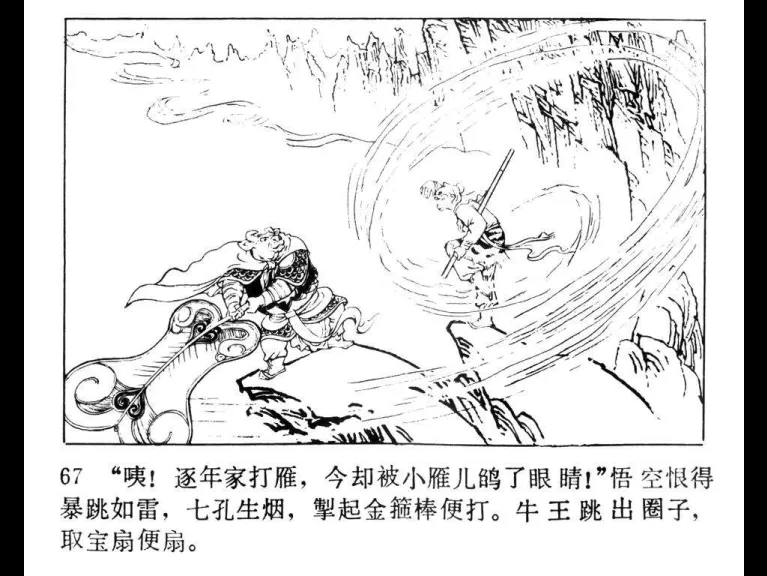 67 “咦！逐年家打雁，今却被小雁儿鹐了眼睛！”悟空恨得
暴跳如雷，七孔生烟，掣起金箍棒便打。牛王跳出圈子，
取宝扇便扇。